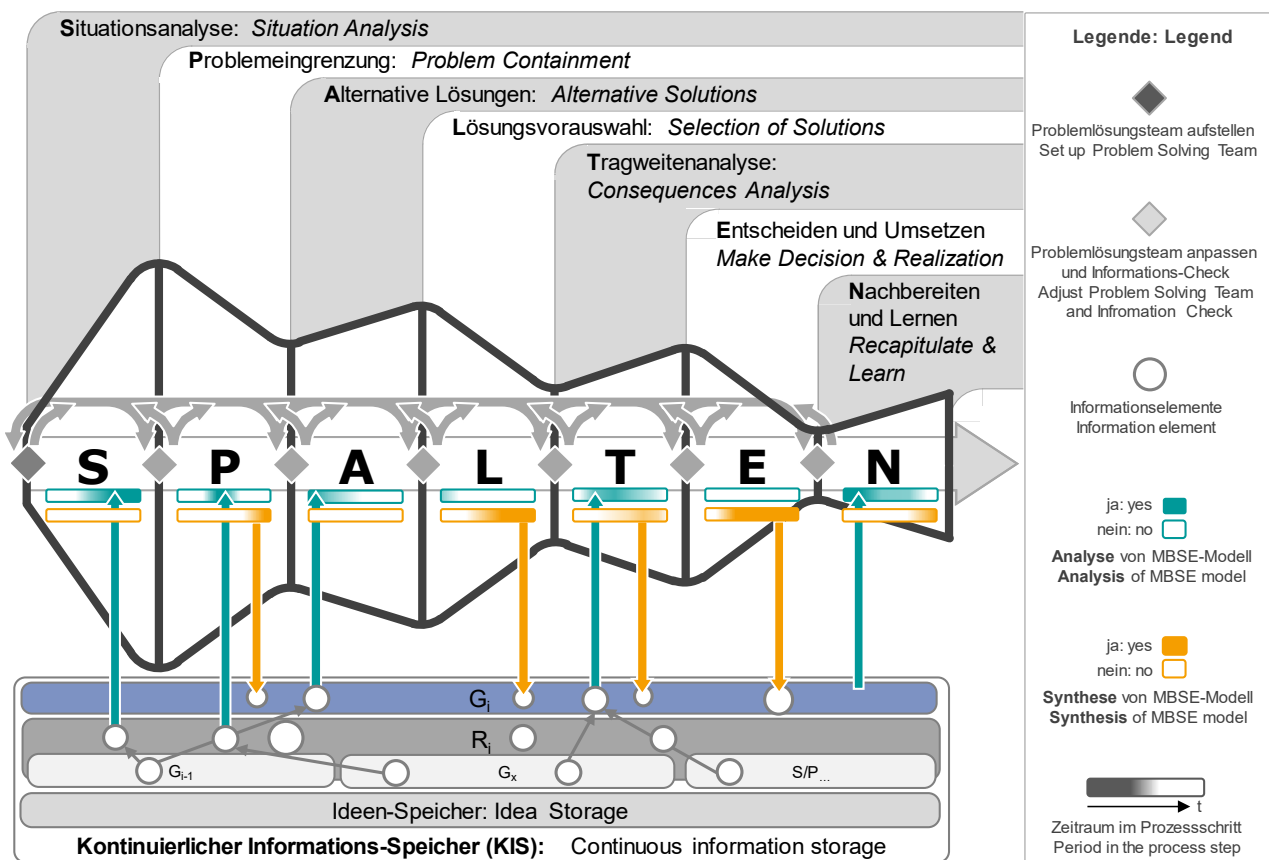 Situationsanalyse: Situation Analysis
Problemeingrenzung: Problem Containment
Alternative Lösungen: Alternative Solutions
Lösungsvorauswahl: Selection of Solutions
Tragweitenanalyse:
Consequences Analysis
Entscheiden und Umsetzen
Make Decision & Realization
Nachbereiten
und Lernen
Recapitulate &
Learn
S P A L T E N
G_i
R_i
G_i-1
G_x
S/P...
Ideen-Speicher: Idea Storage
Kontinuierlicher Informations-Speicher (KIS): Continuous information storage
Legende: Legend
Problemlösungsteam aufstellen
Set up Problem Solving Team
Problemlösungsteam anpassen
und Informations-Check
Adjust Problem Solving Team
and Infromation Check
Informationselemente
Information element
ja: yes
nein: no
Analyse von MBSE-Modell
Analysis of MBSE model
ja: yes
nein: no
Synthese von MBSE-Modell
Synthesis of MBSE model
t
Zeitraum im Prozessschritt
Period in the process step